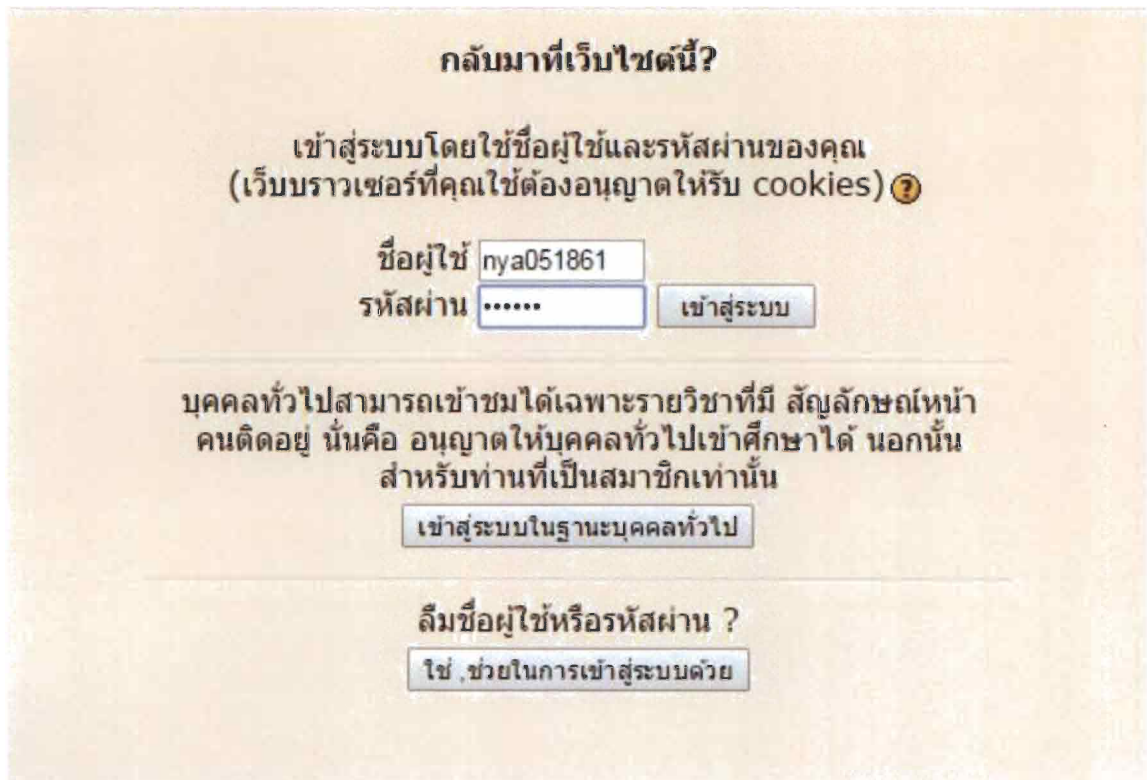 กลับมาที่เว็บไซต์นี้?
เข้าสู่ระบบโดยใช้ชื่อผู้ใช้และรหัสผ่านของคุณ
(เว็บบราวเซอร์ที่คุณใช้ต้องอนุญาตให้รับ cookies) ?
ชื่อผู้ใช้ nya051861
รหัสผ่าน •••••• เข้าสู่ระบบ
บุคคลทั่วไปสามารถเข้าชมได้เฉพาะรายวิชาที่มี สัญลักษณ์หน้า
คนติดอยู่ นั่นคือ อนุญาตให้บุคคลทั่วไปเข้าศึกษาได้ นอกนั้น
สำหรับท่านที่เป็นสมาชิกเท่านั้น
เข้าสู่ระบบในฐานะบุคคลทั่วไป
ลืมชื่อผู้ใช้หรือรหัสผ่าน ?
ใช่ ,ช่วยในการเข้าสู่ระบบด้วย